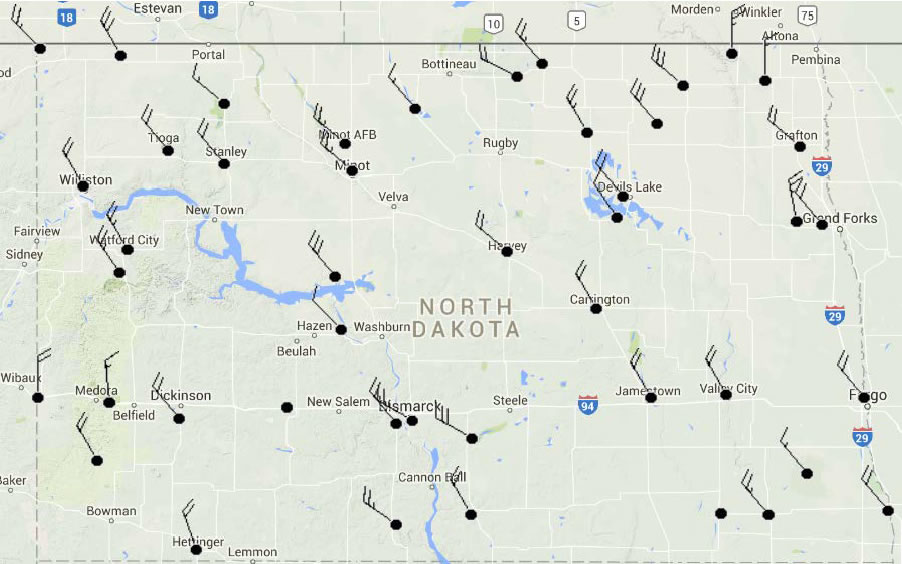 18
Estevan
18
10
5
Morden
Winkler
75
Altona
Portal
Bottineau
Pembina
od
Minot AFB
Tioga
Stanley
Rugby
Grafton
29
Minot
Williston
Devils Lake
Velva
New Town
Grand Forks
Fairview
Watford City
Sidney
Harvey
Carrington
NORTH
DAKOTA
29
Hazen
Washburn
Beulah
Wibaux
Medora
Dickinson
Jamestown
Valley City
Fargo
Belfield
New Salem
Bismarck
Steele
94
29
Baker
Cannon Ball
Bowman
Hettinger
Lemmon